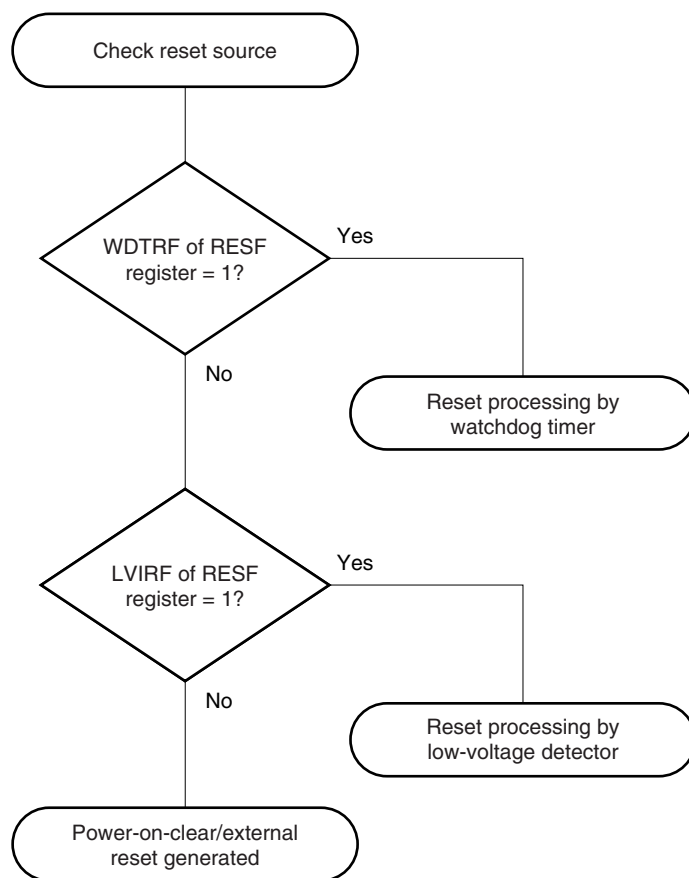 Check reset source
WDTRF of RESF
register = 1?
Yes
No
Reset processing by
watchdog timer
LVIRF of RESF
register = 1?
Yes
No
Reset processing by
low-voltage detector
Power-on-clear/external
reset generated